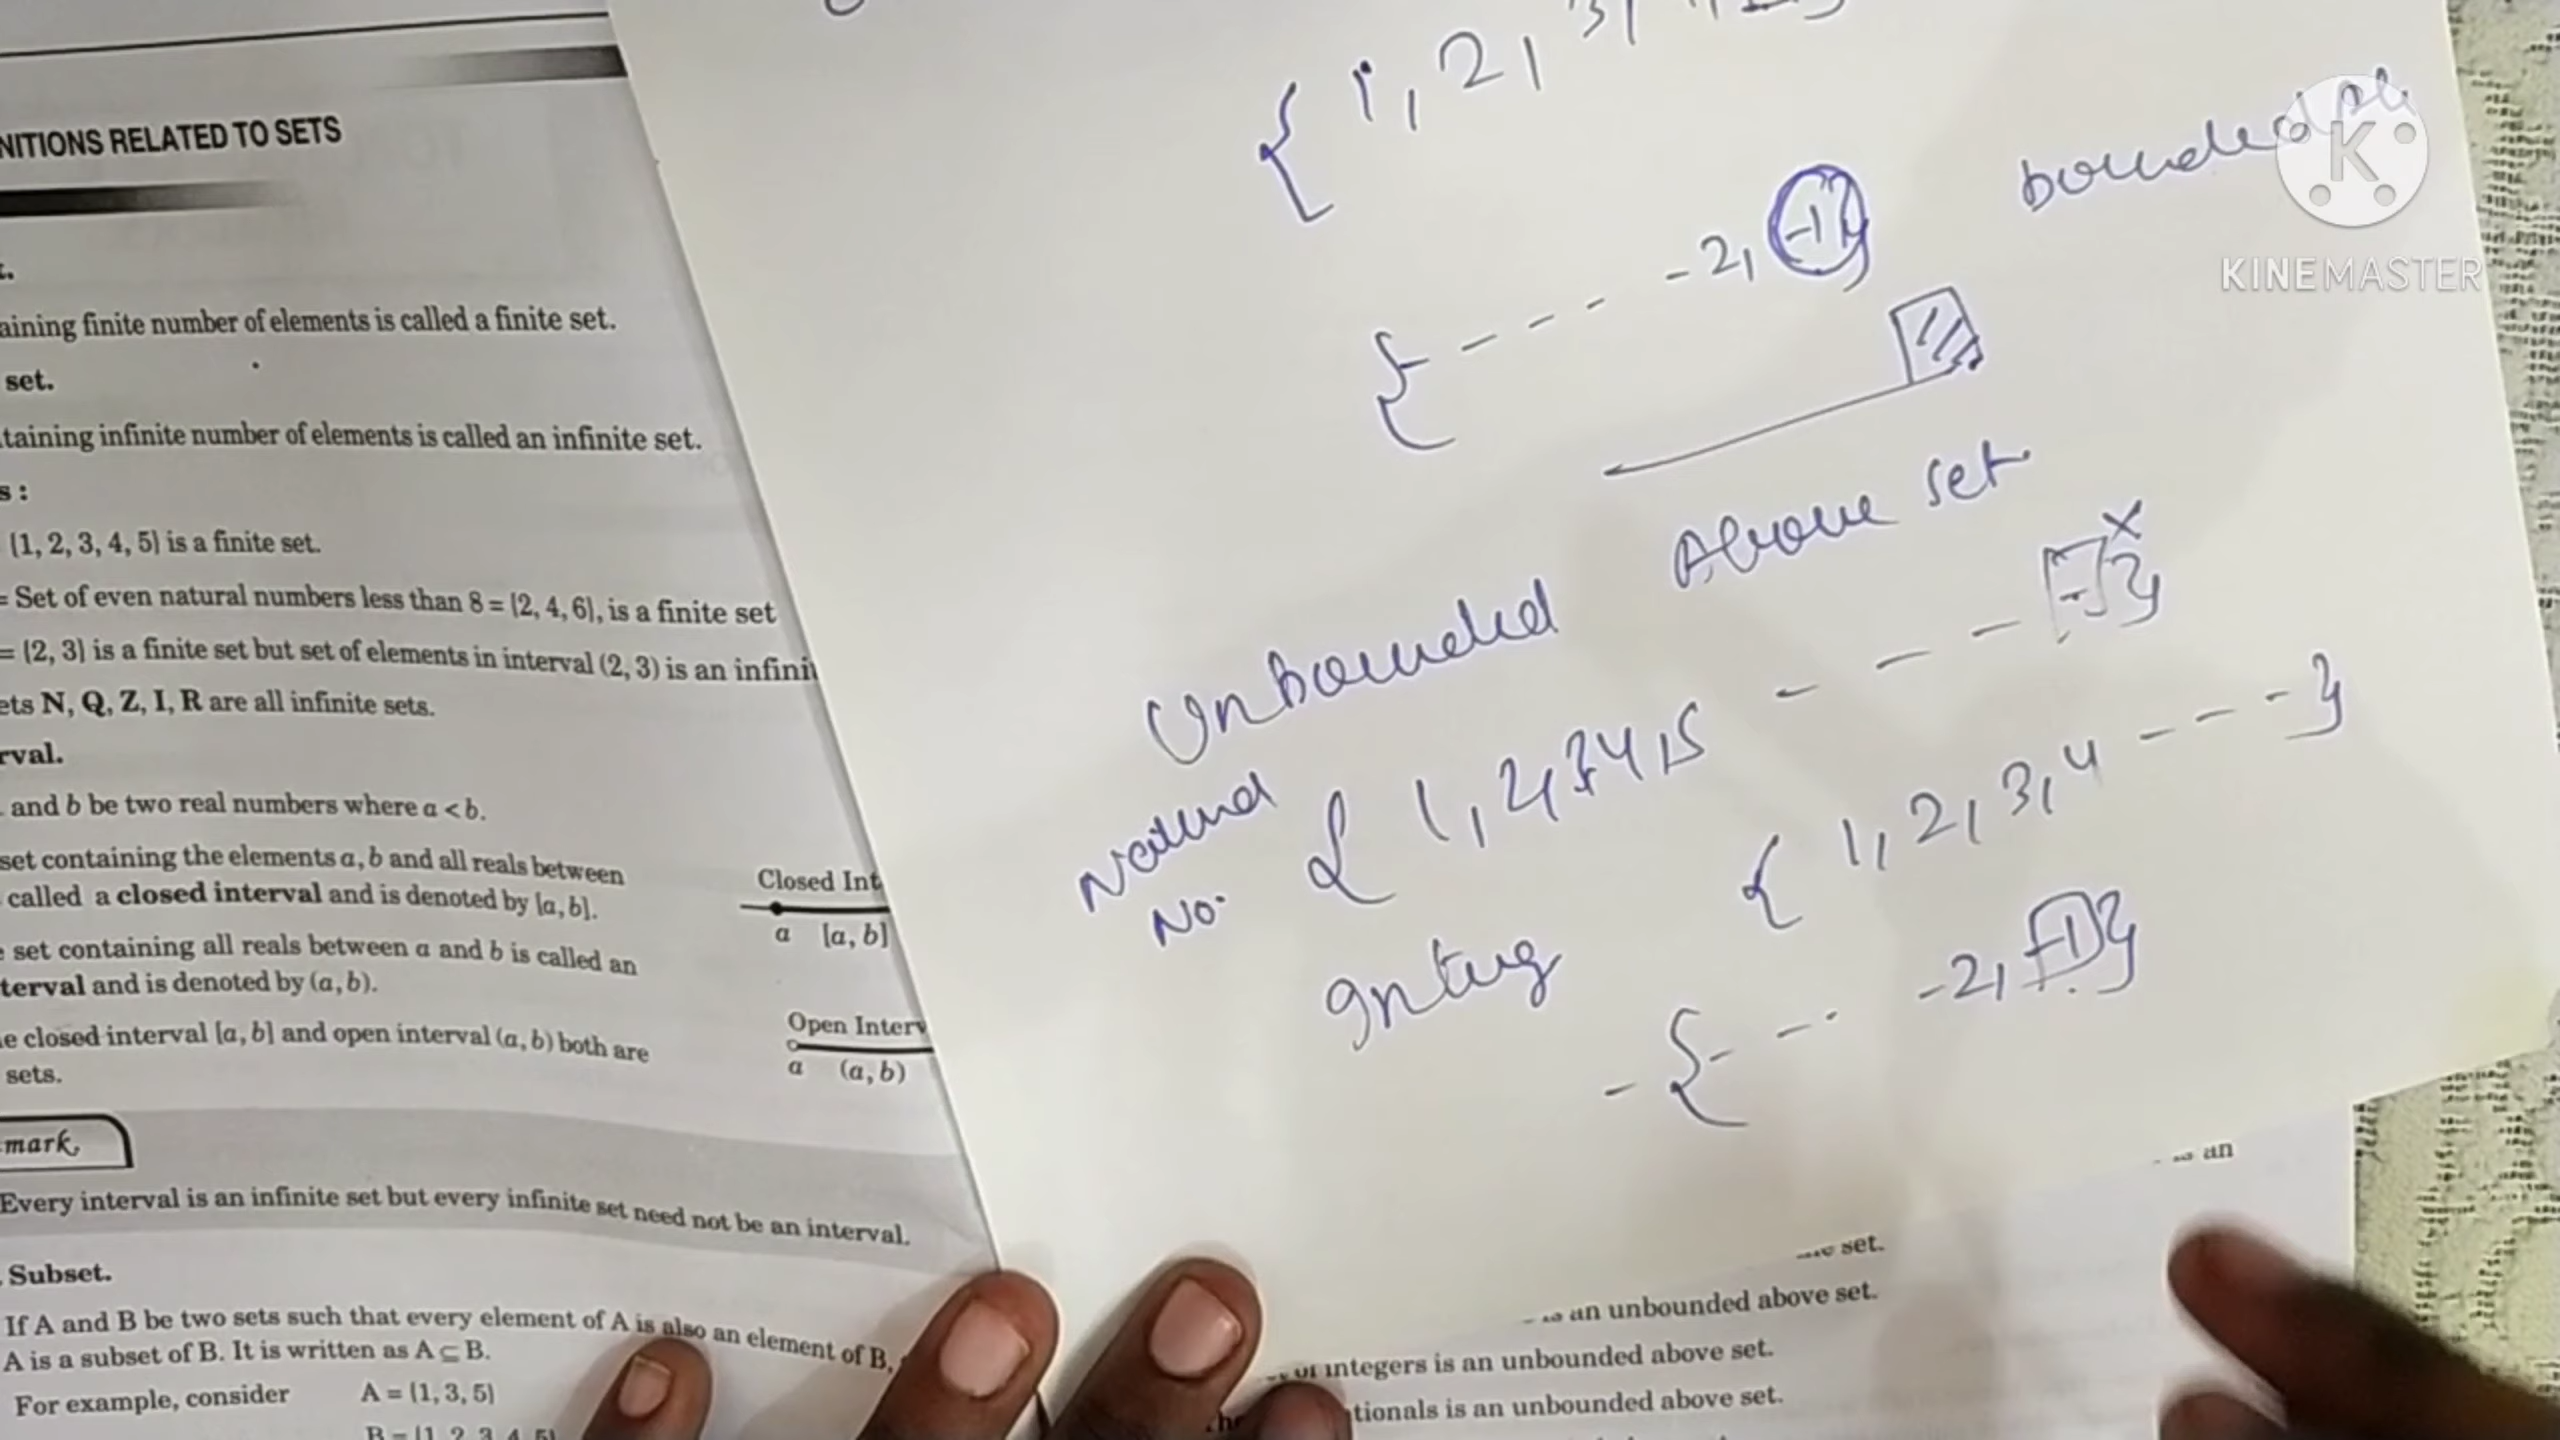 NITIONS RELATED TO SETS
t.
aining finite number of elements is called a finite set.
set.
taining infinite number of elements is called an infinite set.
s :
{1, 2, 3, 4, 5} is a finite set.
= Set of even natural numbers less than 8 = {2, 4, 6}, is a finite set
= {2, 3} is a finite set but set of elements in interval (2, 3) is an infini
ets N, Q, Z, I, R are all infinite sets.
rval.
and b be two real numbers where a < b.
set containing the elements a, b and all reals between
called a closed interval and is denoted by [a, b].
set containing all reals between a and b is called an
terval and is denoted by (a, b).
e closed interval [a, b] and open interval (a, b) both are
sets.
Closed Int
a [a, b]
Open Interv
a (a, b)
mark.
Every interval is an infinite set but every infinite set need not be an interval.
Subset.
If A and B be two sets such that every element of A is also an element of B,
A is a subset of B. It is written as A ⊆ B.
For example, consider A = {1, 3, 5}
B = {1, 2, 3, 4, 5}
{ 1, 2, 3,
{ - - - - -2, -1}
bounded
Unbounded Above set
Natural No. { 1, 2, 3, 4, 5 - - - - }
{ 1, 2, 3, 4 - - - }
- { - - - -2, -1 }
an
set.
an unbounded above set.
of integers is an unbounded above set.
tionals is an unbounded above set.
K
KINEMASTER